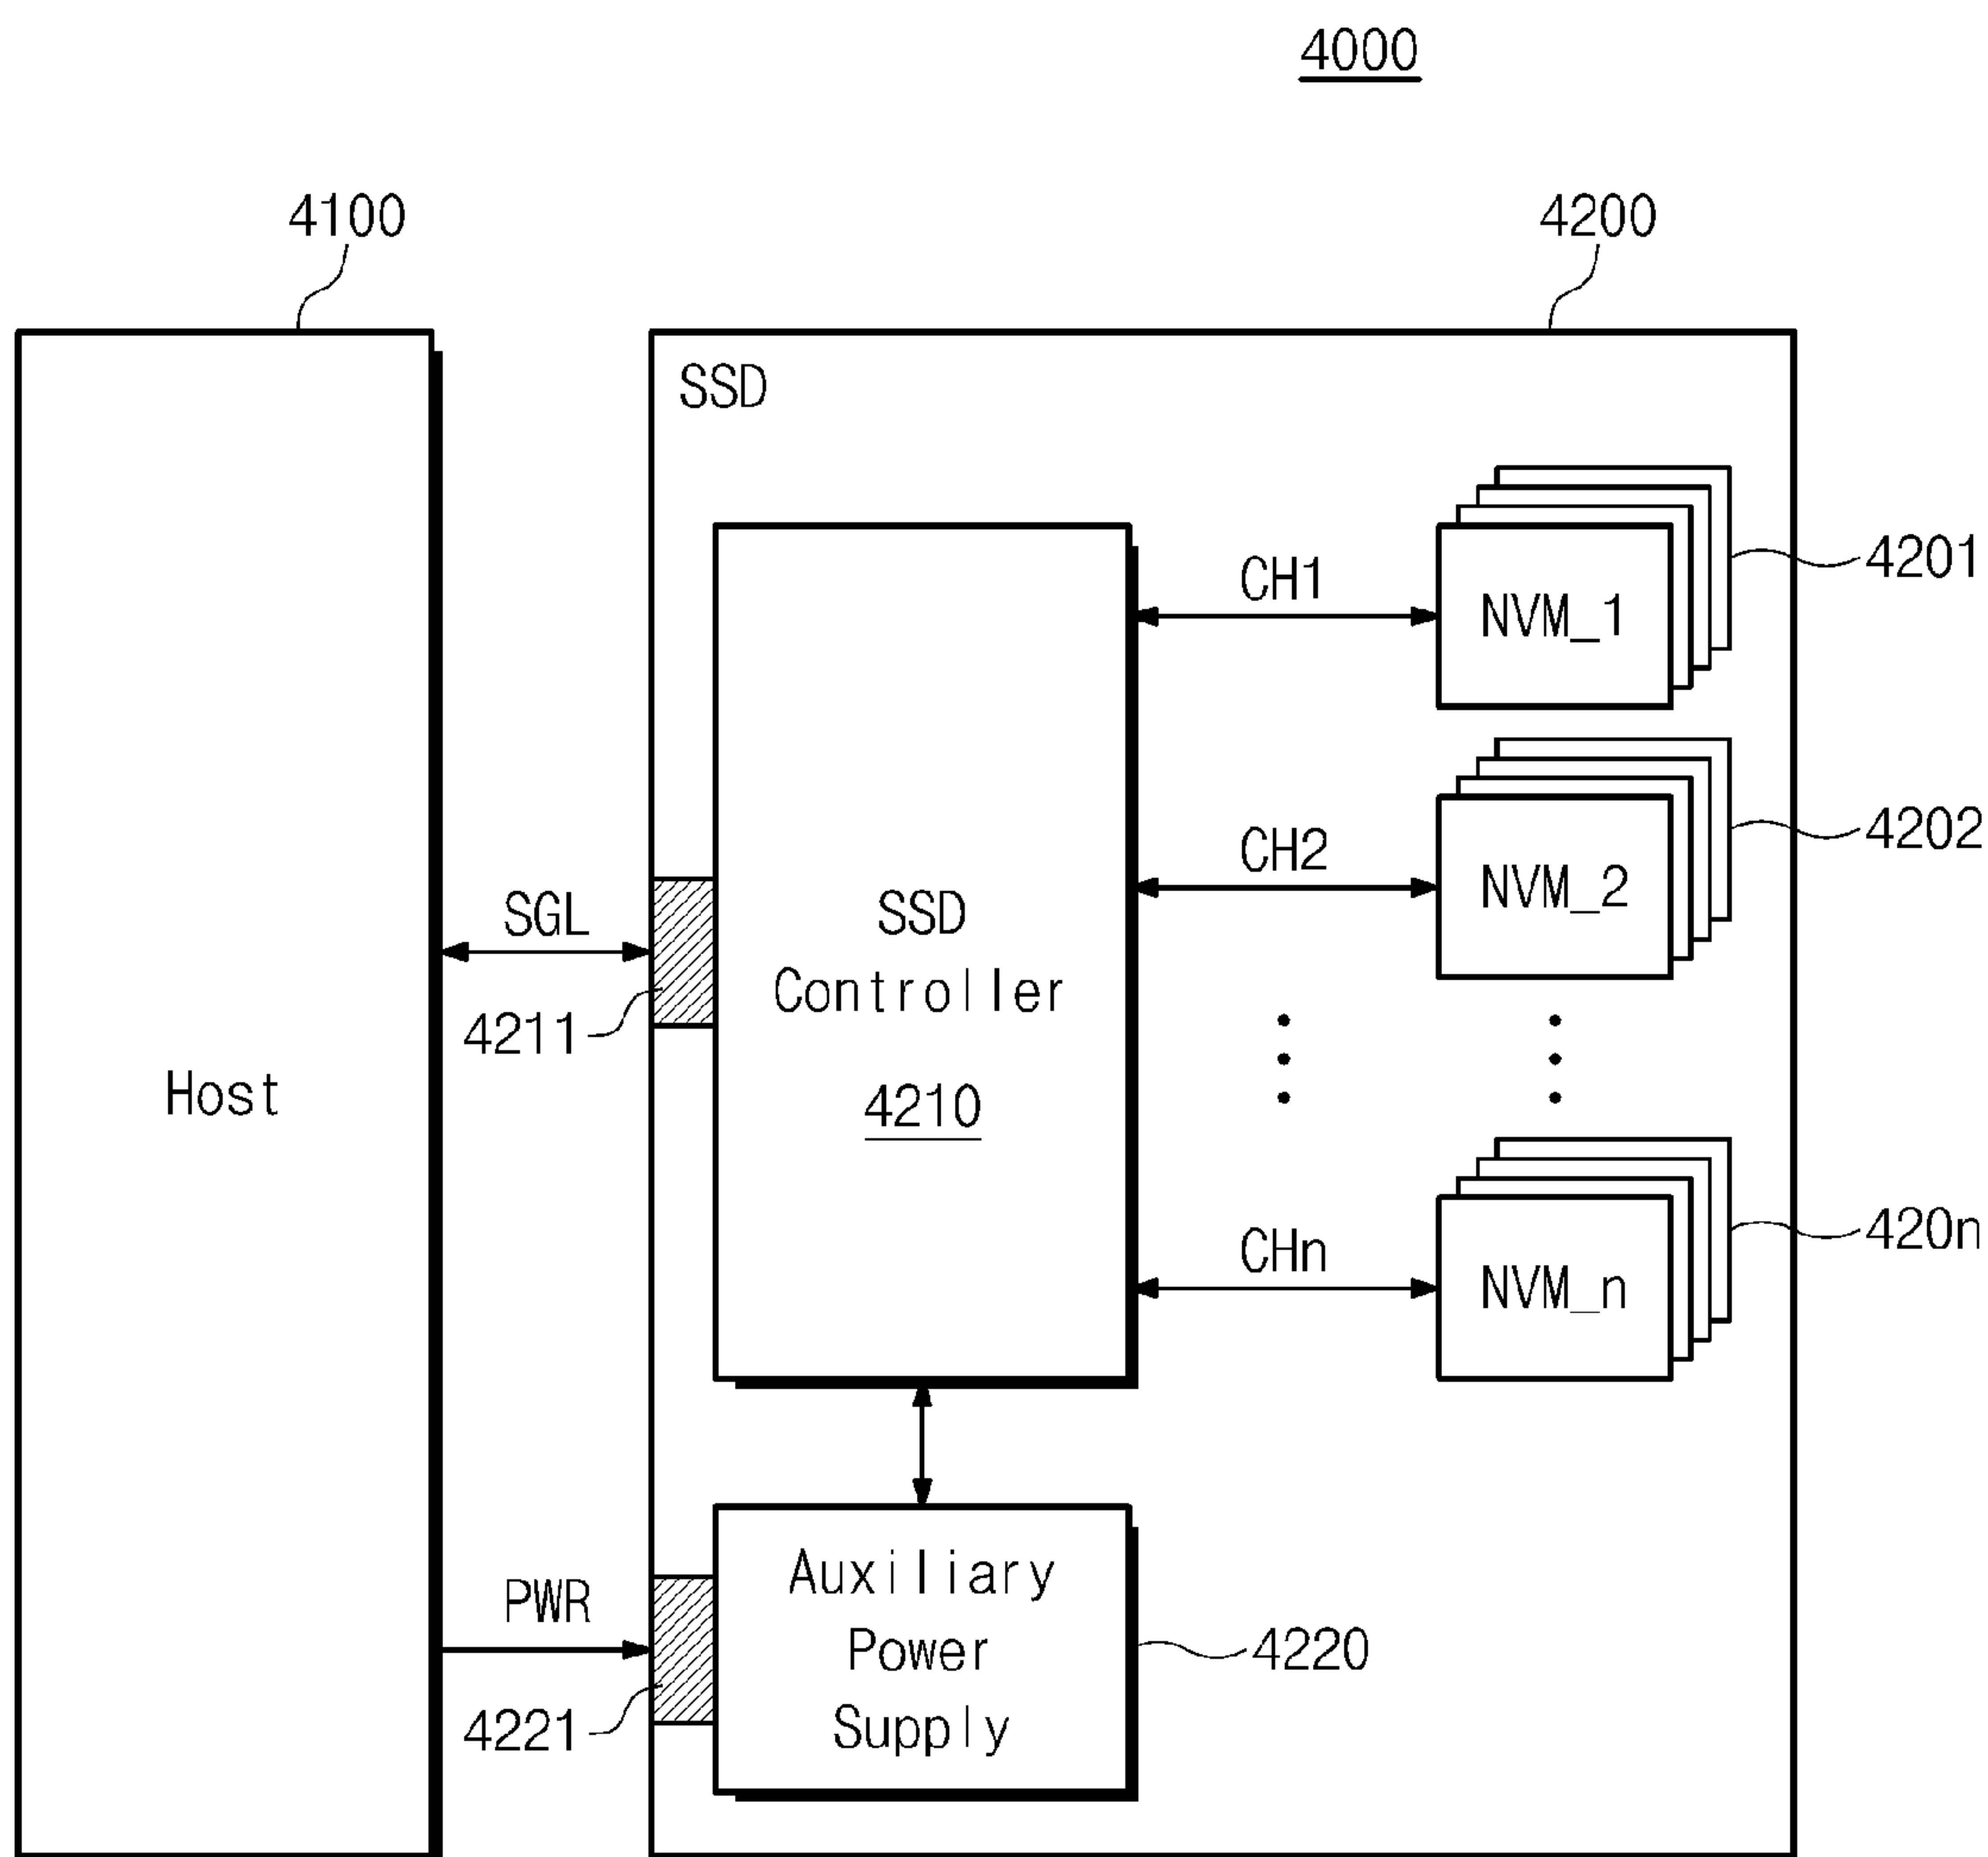 4000
4100
4200
SSD
4201
CH1
NVM_1
4202
CH2
NVM_2
SGL
SSD
Controller
4210
4211
Host
420n
CHn
NVM_n
Auxiliary
Power
Supply
PWR
4220
4221